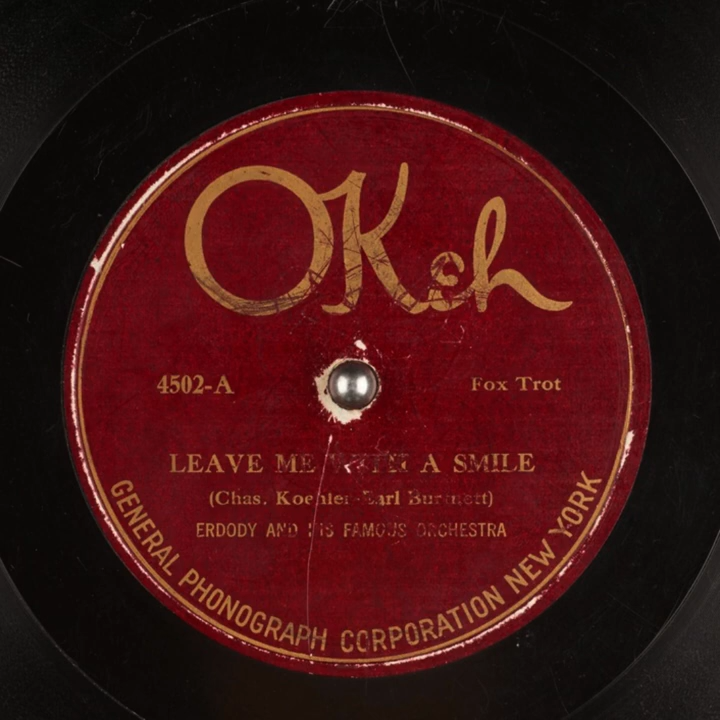 OKeh
4502-A
Fox Trot
LEAVE ME WITH A SMILE
(Chas. Koehler-Earl Burtnett)
ERDODY AND HIS FAMOUS ORCHESTRA
GENERAL PHONOGRAPH CORPORATION NEW YORK